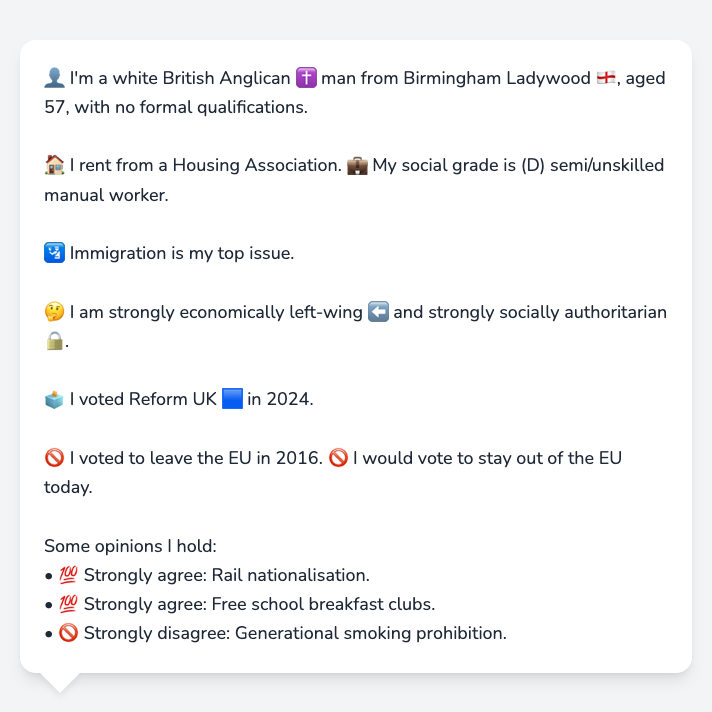 👤 I'm a white British Anglican ✝️ man from Birmingham Ladywood 🏴󠁧󠁢󠁥󠁮󠁧󠁿, aged
57, with no formal qualifications.
🏠 I rent from a Housing Association. 💼 My social grade is (D) semi/unskilled
manual worker.
🛂 Immigration is my top issue.
🤔 I am strongly economically left-wing ⬅️ and strongly socially authoritarian
🔒.
🗳️ I voted Reform UK 🟦 in 2024.
🚫 I voted to leave the EU in 2016. 🚫 I would vote to stay out of the EU
today.
Some opinions I hold:
• 💯 Strongly agree: Rail nationalisation.
• 💯 Strongly agree: Free school breakfast clubs.
• 🚫 Strongly disagree: Generational smoking prohibition.